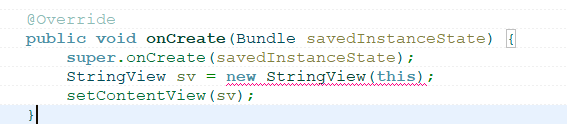 @Override
public void onCreate(Bundle savedInstanceState) {
    super.onCreate(savedInstanceState);
    StringView sv = new StringView(this);
    setContentView(sv);
}